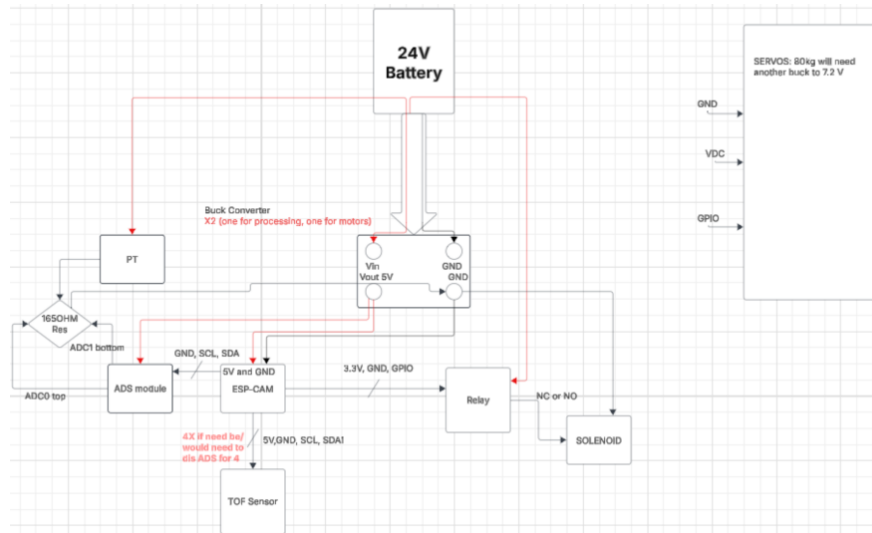 24V
Battery
SERVOS: 80kg will need
another buck to 7.2 V
GND
VDC
GPIO
Buck Converter
X2 (one for processing, one for motors)
PT
Vin
GND
Vout 5V
GND
165OHM
Res
ADC1 bottom
GND, SCL, SDA
5V and GND
3.3V, GND, GPIO
ADC0 top
ADS module
ESP-CAM
Relay
NC or NO
SOLENOID
4X if need be/
would need to
dis ADS for 4
5V,GND, SCL, SDA1
TOF Sensor